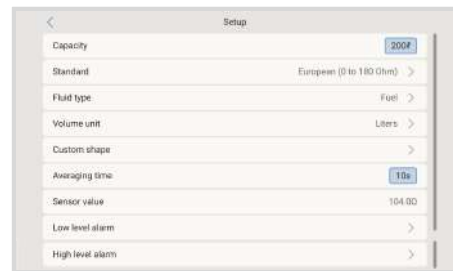 Setup
Capacity 200ℓ
Standard European (0 to 180 Ohm)
Fluid type Fuel
Volume unit Liters
Custom shape
Averaging time 10s
Sensor value 104.0Ω
Low level alarm
High level alarm